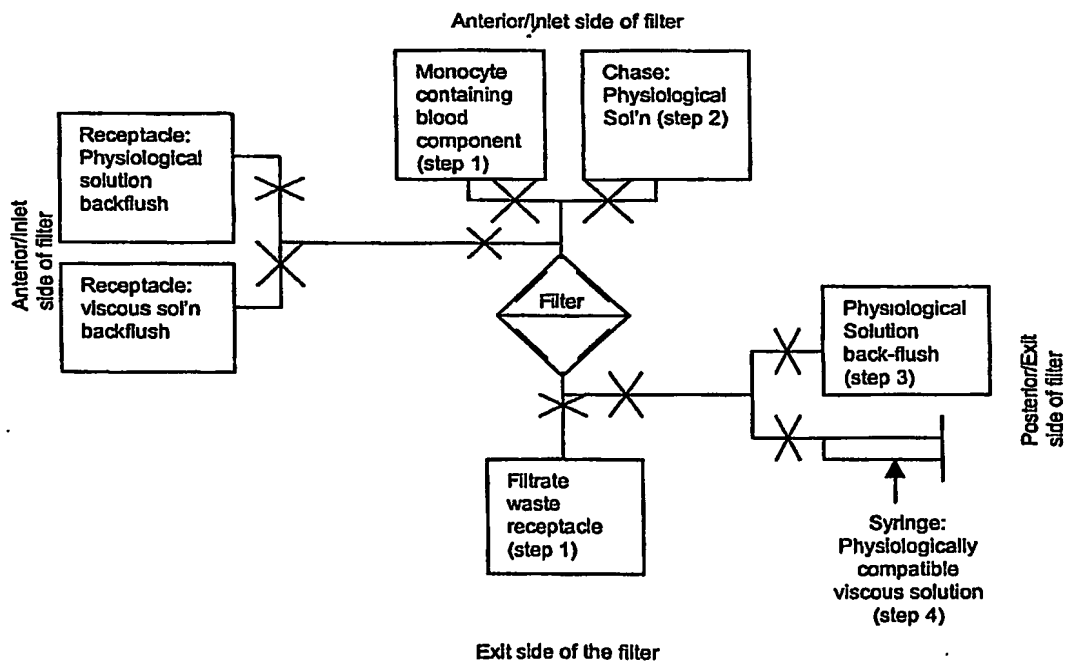 Anterior/Inlet side of filter
Monocyte
containing
blood
component
(step 1)
Chase:
Physiological
Sol'n (step 2)
Receptacle:
Physiological
solution
backflush
Anterior/Inlet
side of filter
Receptacle:
viscous sol'n
backflush
Filter
Physiological
Solution
back-flush
(step 3)
Posterior/Exit
side of filter
Filtrate
waste
receptacle
(step 1)
Syringe:
Physiologically
compatible
viscous solution
(step 4)
Exit side of the filter